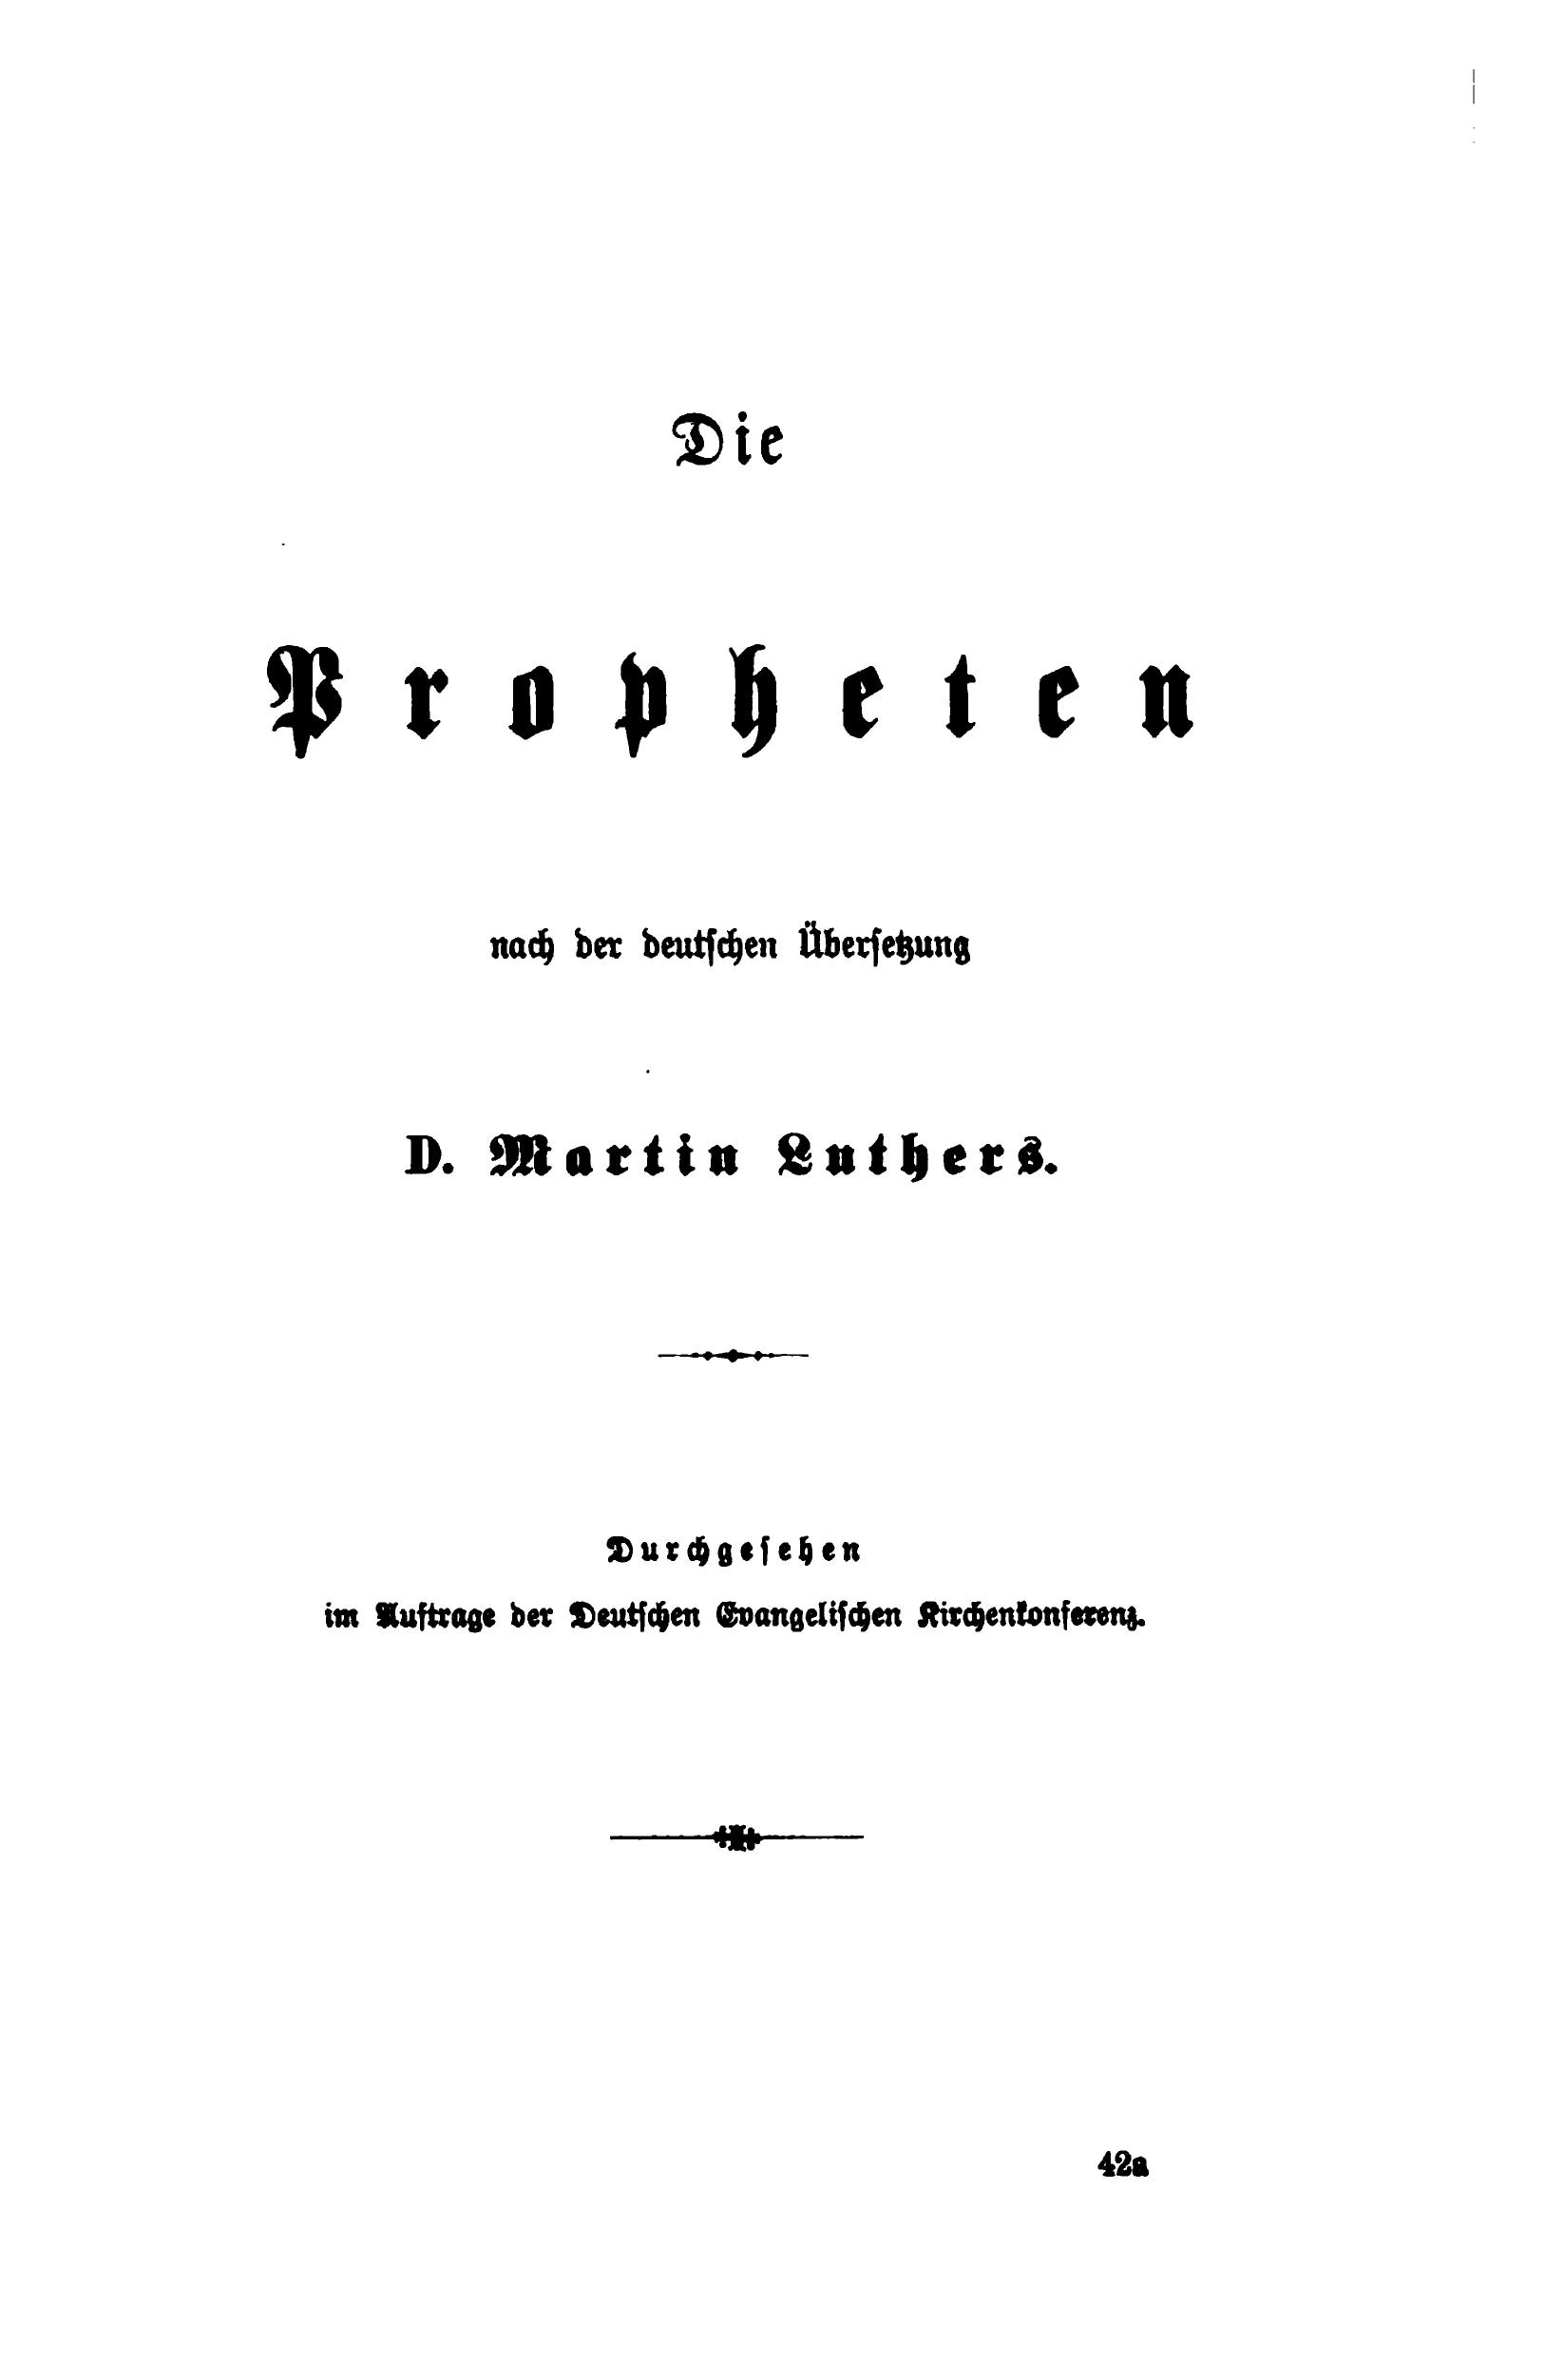 Die
Propheten
nach der deutschen Übersetzung
D. Martin Luthers.
Durchgesehen
im Auftrage der Deutschen Evangelischen Kirchenkonferenz.
42a